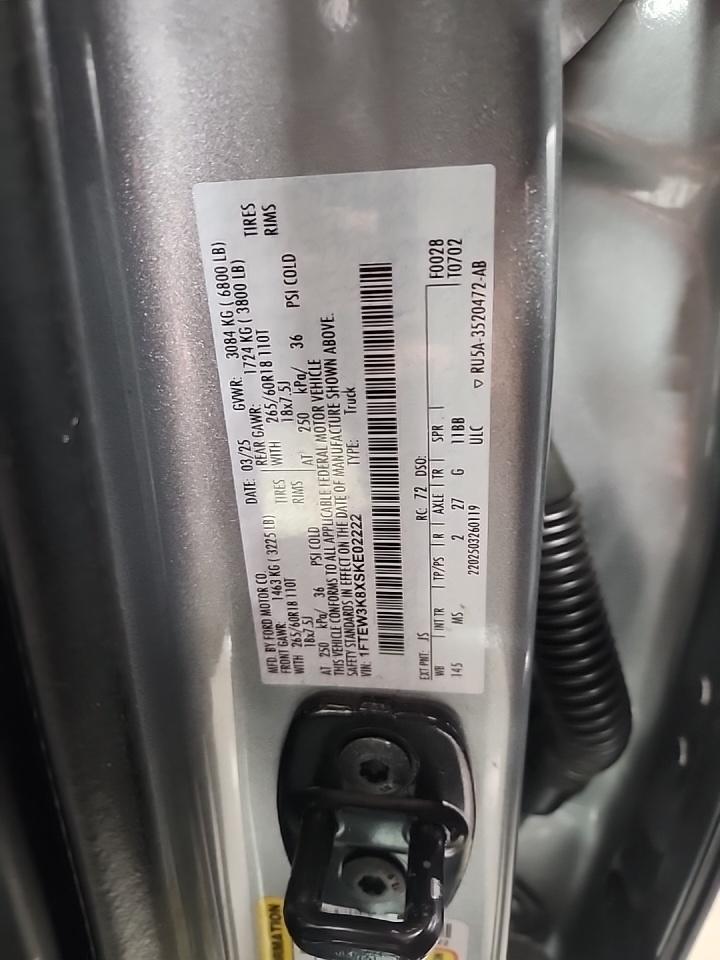 MFD. BY FORD MOTOR CO. DATE: 03/25 GVWR: 3084 KG ( 6800 LB)
FRONT GAWR: 1463 KG ( 3225 LB) REAR GAWR: 1724 KG ( 3800 LB)
WITH 265/60R18 110T TIRES WITH 265/60R18 110T TIRES
18x7.5J RIMS 18x7.5J RIMS
AT 250 kPa/ 36 PSI COLD AT 250 kPa/ 36 PSI COLD
THIS VEHICLE CONFORMS TO ALL APPLICABLE FEDERAL MOTOR VEHICLE
SAFETY STANDARDS IN EFFECT ON THE DATE OF MANUFACTURE SHOWN ABOVE.
VIN: 1FTEW3K8XSKE02222 TYPE: Truck
EXT PNT: JS RC: 72 DSO: F0028
WB INT TR TP/PS R AXLE TR SPR T0702
145 MS 2 27 G 11BB
2202503260119 ULC ▽ RU5A-3520472-AB
RMATION